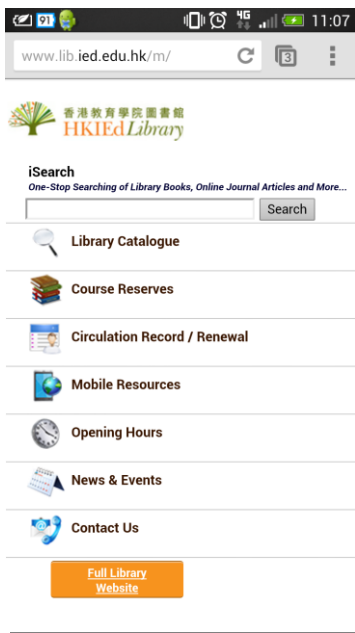 91
4G
11:07
www.lib.ied.edu.hk/m/
3
香港教育學院圖書館
HKIEd Library
iSearch
One-Stop Searching of Library Books, Online Journal Articles and More...
Search
Library Catalogue
Course Reserves
Circulation Record / Renewal
Mobile Resources
Opening Hours
News & Events
Contact Us
Full Library
Website